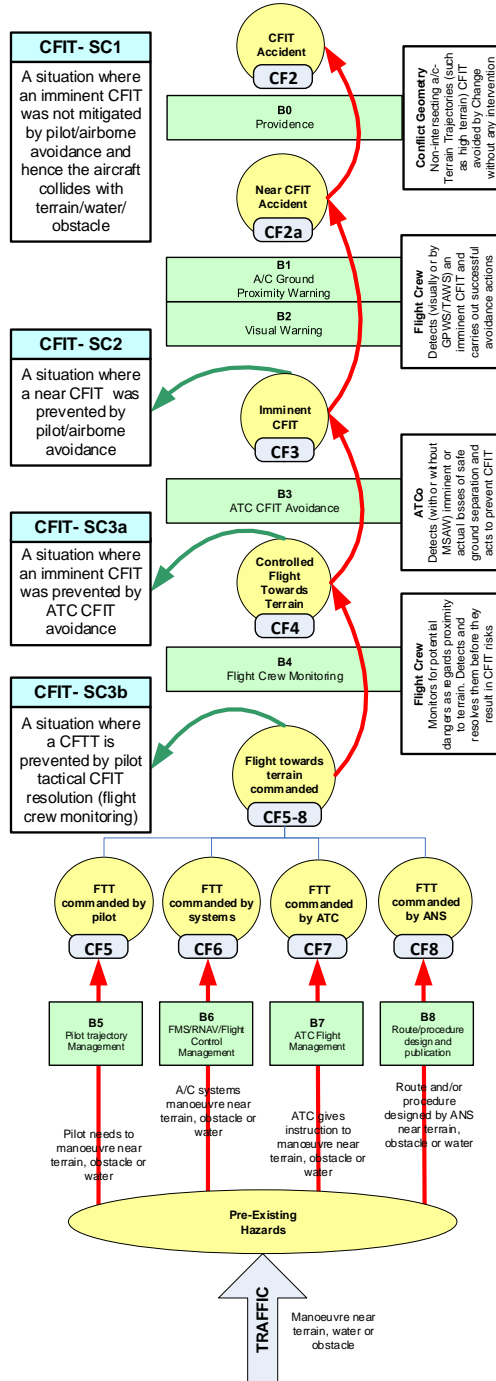 CFIT- SC1
A situation where
an imminent CFIT
was not mitigated
by pilot/airborne
avoidance and
hence the aircraft
collides with
terrain/water/
obstacle
CFIT
Accident
CF2
B0
Providence
Conflict Geometry
Non-intersecting a/c-
Terrain Trajectories (such
as high terrain) CFIT
avoided by Change
without any intervention
Near CFIT
Accident
CF2a
B1
A/C Ground
Proximity Warning
B2
Visual Warning
Flight Crew
Detects (visually or by
GPWS/TAWS) an
imminent CFIT and
carries out successful
avoidance actions
CFIT- SC2
A situation where
a near CFIT was
prevented by
pilot/airborne
avoidance
Imminent
CFIT
CF3
B3
ATC CFIT Avoidance
ATCo
Detects (with or without
MSAW) imminent or
actual losses of safe
ground separation and
acts to prevent CFIT
CFIT- SC3a
A situation where
an imminent CFIT
was prevented by
ATC CFIT
avoidance
Controlled
Flight
Towards
Terrain
CF4
B4
Flight Crew Monitoring
Flight Crew
Monitors for potential
dangers as regards proximity
to terrain. Detects and
resolves them before they
result in CFIT risks
CFIT- SC3b
A situation where
a CFTT is
prevented by pilot
tactical CFIT
resolution (flight
crew monitoring)
Flight towards
terrain
commanded
CF5-8
FTT
commanded by
pilot
CF5
FTT
commanded by
systems
CF6
FTT
commanded by
ATC
CF7
FTT
commanded
by ANS
CF8
B5
Pilot trajectory
Management
B6
FMS/RNAV/Flight
Control
Management
B7
ATC Flight
Management
B8
Route/procedure
design and
publication
Pilot needs to
manoeuvre near
terrain, obstacle or
water
A/C systems
manoeuvre near
terrain, obstacle or
water
ATC gives
instruction to
manoeuvre near
terrain, obstacle or
water
Route and/or
procedure
designed by ANS
near terrain,
obstacle or water
Pre-Existing
Hazards
TRAFFIC
Manoeuvre near
terrain, water or
obstacle